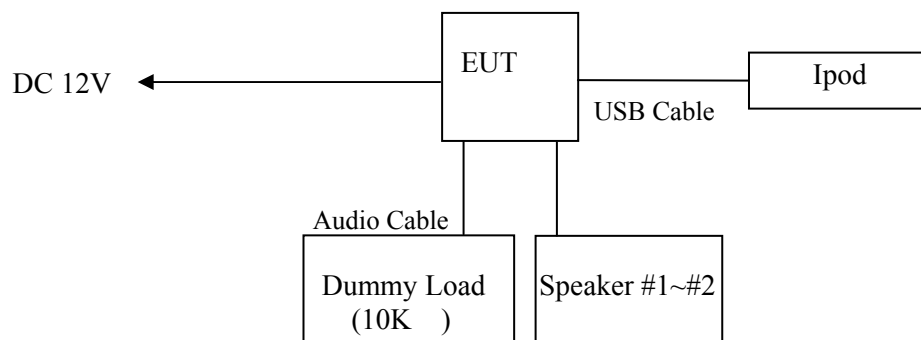 EUT
DC 12V
Ipod
USB Cable
Audio Cable
Dummy Load
(10K )
Speaker #1~#2